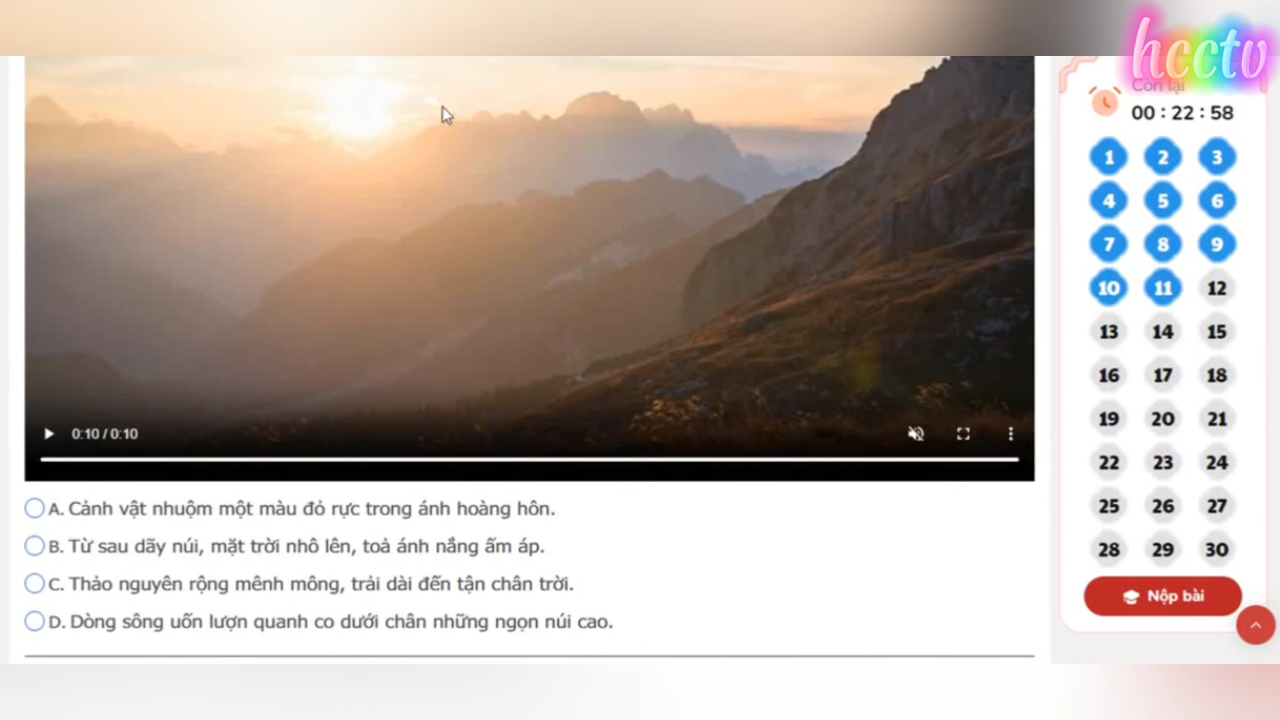 hcctv
Còn lại
00 : 22 : 58
1 2 3
4 5 6
7 8 9
10 11 12
13 14 15
16 17 18
19 20 21
22 23 24
25 26 27
28 29 30
Nộp bài
0:10 / 0:10
A. Cảnh vật nhuộm một màu đỏ rực trong ánh hoàng hôn.
B. Từ sau dãy núi, mặt trời nhô lên, toả ánh nắng ấm áp.
C. Thảo nguyên rộng mênh mông, trải dài đến tận chân trời.
D. Dòng sông uốn lượn quanh co dưới chân những ngọn núi cao.